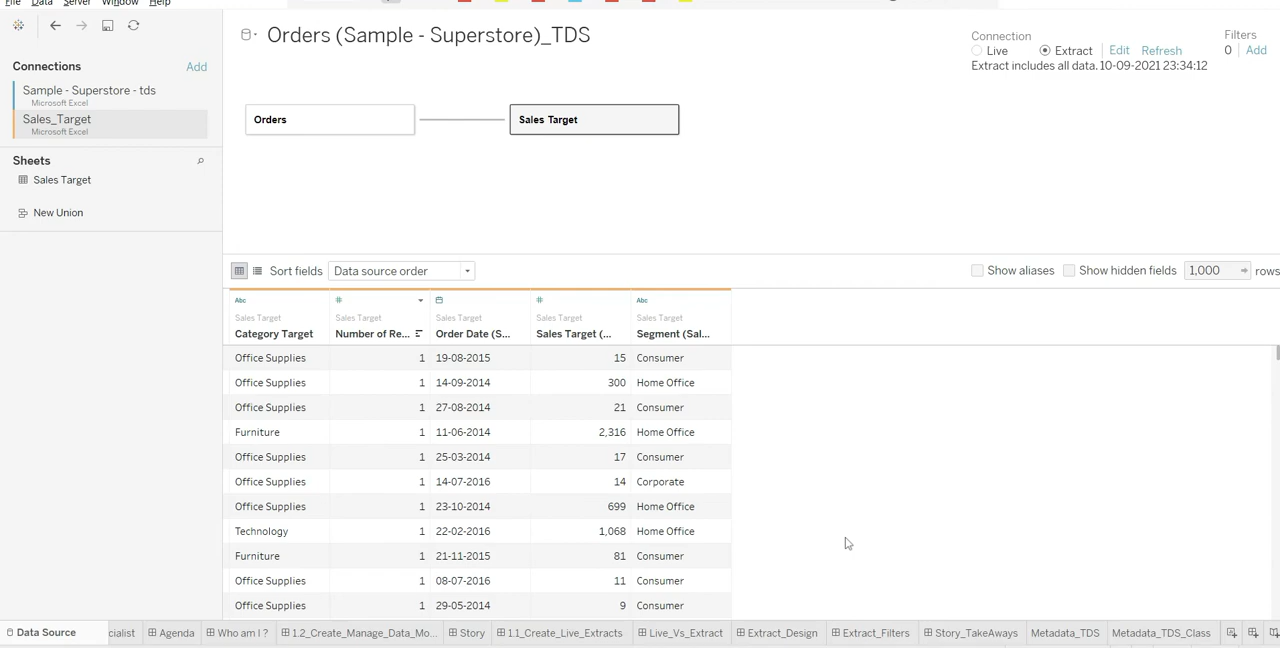 File Data Server Window Help
Orders (Sample - Superstore)_TDS
Connection
Live Extract Edit Refresh
Extract includes all data. 10-09-2021 23:34:12
Filters
0 Add
Connections Add
Sample - Superstore - tds
Microsoft Excel
Sales_Target
Microsoft Excel
Sheets
Sales Target
New Union
Orders
Sales Target
Sort fields Data source order
Show aliases Show hidden fields 1,000 rows
Abc # # Abc
Sales Target Sales Target Sales Target Sales Target Sales Target
Category Target Number of Re... Order Date (S... Sales Target (... Segment (Sal...
Office Supplies 1 19-08-2015 15 Consumer
Office Supplies 1 14-09-2014 300 Home Office
Office Supplies 1 27-08-2014 21 Consumer
Furniture 1 11-06-2014 2,316 Home Office
Office Supplies 1 25-03-2014 17 Consumer
Office Supplies 1 14-07-2016 14 Corporate
Office Supplies 1 23-10-2014 699 Home Office
Technology 1 22-02-2016 1,068 Home Office
Furniture 1 21-11-2015 81 Consumer
Office Supplies 1 08-07-2016 11 Consumer
Office Supplies 1 29-05-2014 9 Consumer
Data Source cialist Agenda Who am I ? 1.2_Create_Manage_Data_Mo... Story 1.1_Create_Live_Extracts Live_Vs_Extract Extract_Design Extract_Filters Story_TakeAways Metadata_TDS Metadata_TDS_Class